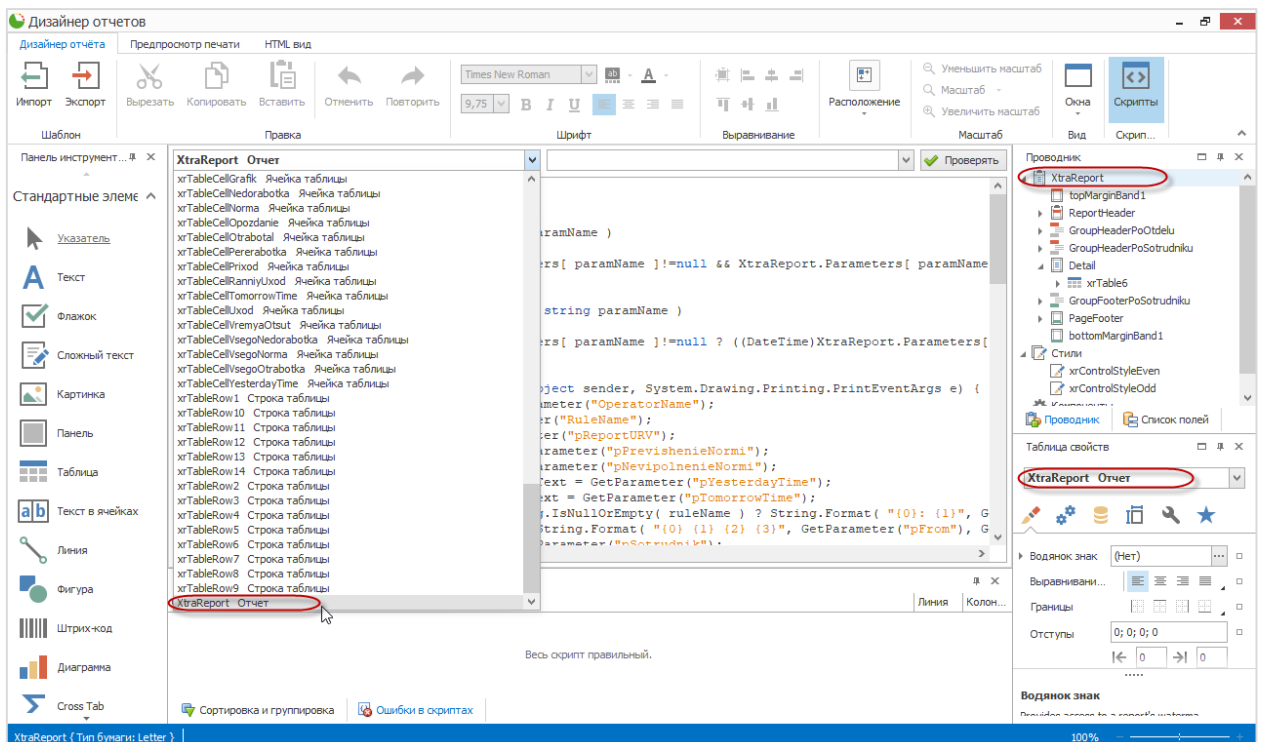 Дизайнер отчетов
Дизайнер отчёта Предпросмотр печати HTML вид
Импорт Экспорт Вырезать Копировать Вставить Отменить Повторить
Times New Roman
9,75 B I U
Расположение
Уменьшить масштаб
Масштаб
Увеличить масштаб
Окна Скрипты
Шаблон Правка Шрифт Выравнивание Масштаб Вид Скрип...
Панель инструмент...
Стандартные элеме
Указатель
Текст
Флажок
Сложный текст
Картинка
Панель
Таблица
Текст в ячейках
Линия
Фигура
Штрих-код
Диаграмма
Cross Tab
XtraReport Отчет
Проверять
xrTableCellGrafik Ячейка таблицы
xrTableCellNedorabotka Ячейка таблицы
xrTableCellNorma Ячейка таблицы
xrTableCellOpozdanie Ячейка таблицы
xrTableCellOtrabotal Ячейка таблицы
xrTableCellPererabotka Ячейка таблицы
xrTableCellPrixod Ячейка таблицы
xrTableCellRanniyUxod Ячейка таблицы
xrTableCellTomorrowTime Ячейка таблицы
xrTableCellUxod Ячейка таблицы
xrTableCellVremyaOtsut Ячейка таблицы
xrTableCellVsegoNedorabotka Ячейка таблицы
xrTableCellVsegoNorma Ячейка таблицы
xrTableCellVsegoOtrabotka Ячейка таблицы
xrTableCellYesterdayTime Ячейка таблицы
xrTableRow1 Строка таблицы
xrTableRow10 Строка таблицы
xrTableRow11 Строка таблицы
xrTableRow12 Строка таблицы
xrTableRow13 Строка таблицы
xrTableRow14 Строка таблицы
xrTableRow2 Строка таблицы
xrTableRow3 Строка таблицы
xrTableRow4 Строка таблицы
xrTableRow5 Строка таблицы
xrTableRow6 Строка таблицы
xrTableRow7 Строка таблицы
xrTableRow8 Строка таблицы
xrTableRow9 Строка таблицы
XtraReport Отчет
aramName )
ers[ paramName ]!=null && XtraReport.Parameters[ paramName
string paramName )
ers[ paramName ]!=null ? ((DateTime)XtraReport.Parameters[
bject sender, System.Drawing.Printing.PrintEventArgs e) {
ameter("OperatorName");
er("RuleName");
ter("pReportURV");
arameter("pPrevishenieNormi");
arameter("pNevipolnenieNormi");
Text = GetParameter("pYesterdayTime");
ext = GetParameter("pTomorrowTime");
g.IsNullOrEmpty( ruleName ) ? String.Format( "{0}: {1}", G
String.Format( "{0} {1} {2} {3}", GetParameter("pFrom"), G
Parameter("pSotrudnik");
Линия Колон...
Весь скрипт правильный.
Сортировка и группировка Ошибки в скриптах
Проводник
XtraReport
topMarginBand1
ReportHeader
GroupHeaderPoOtdelu
GroupHeaderPoSotrudniku
Detail
xrTable6
GroupFooterPoSotrudniku
PageFooter
bottomMarginBand1
Стили
xrControlStyleEven
xrControlStyleOdd
Компоненты
Проводник Список полей
Таблица свойств
XtraReport Отчет
Водянок знак (Нет)
Выравнивани...
Границы
Отступы 0; 0; 0; 0
0 0
Водянок знак
Provides access to a report's waterma
XtraReport { Тип бумаги: Letter } 100%